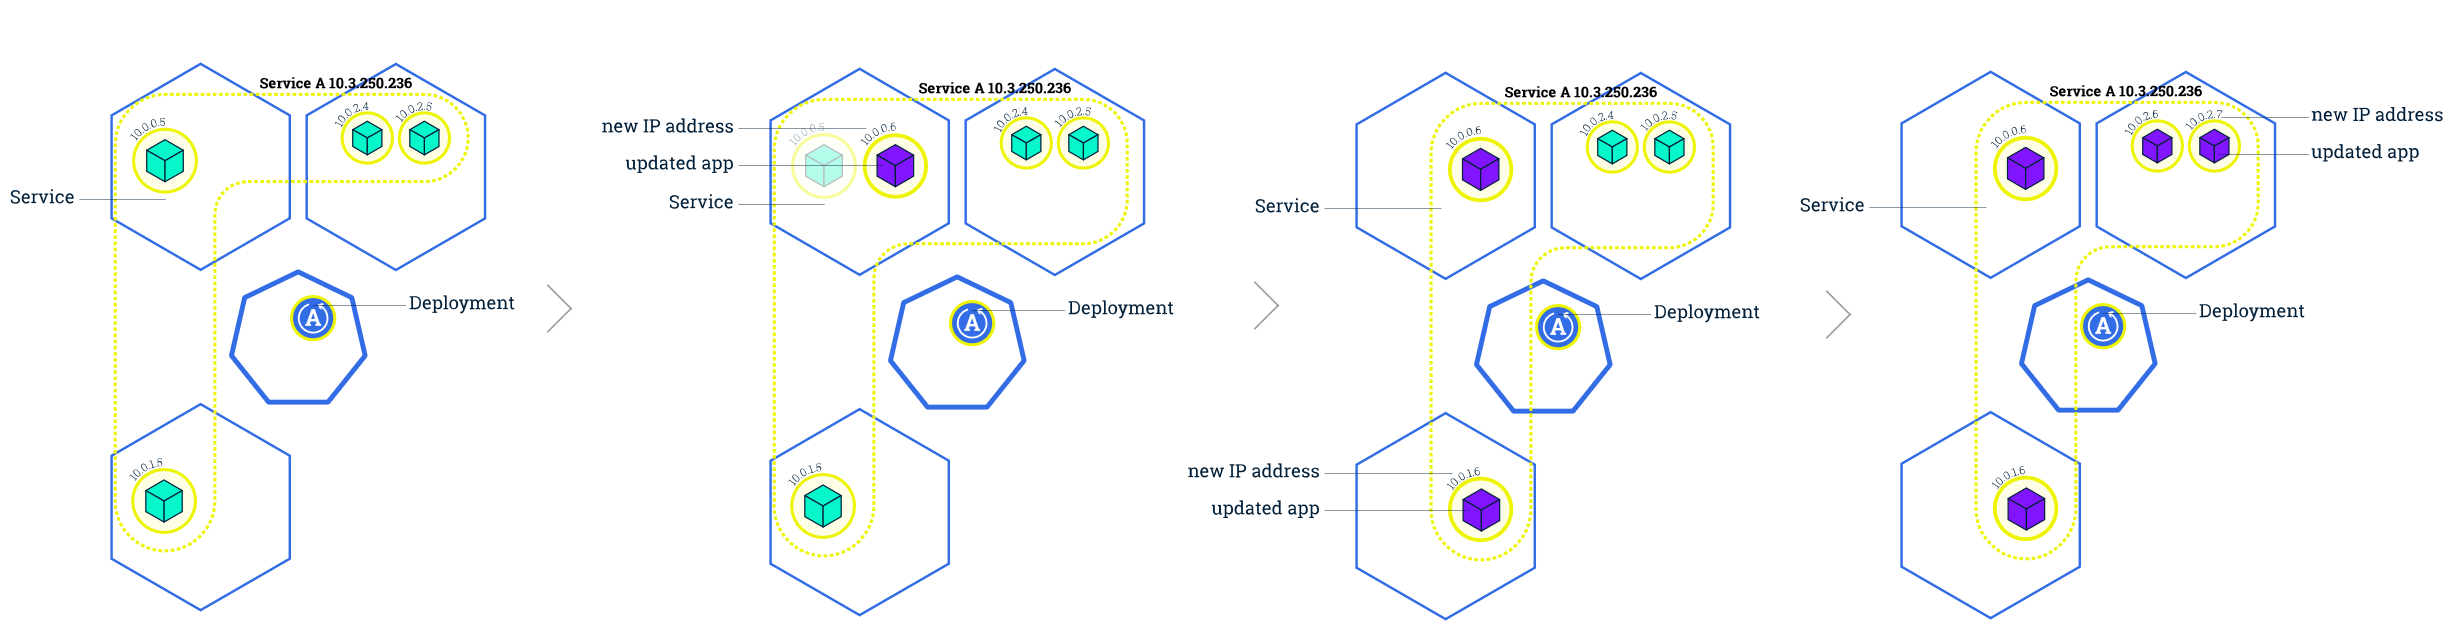 Service A 10.3.250.236
10.0.0.5
10.0.2.4
10.0.2.5
Service
A
Deployment
10.0.1.5
Service A 10.3.250.236
new IP address
10.0.0.5
10.0.0.6
10.0.2.4
10.0.2.5
updated app
Service
A
Deployment
10.0.1.5
Service A 10.3.250.236
10.0.0.6
10.0.2.4
10.0.2.5
Service
A
Deployment
new IP address
10.0.1.6
updated app
Service A 10.3.250.236
10.0.0.6
10.0.2.6
10.0.2.7
new IP address
updated app
Service
A
Deployment
10.0.1.6